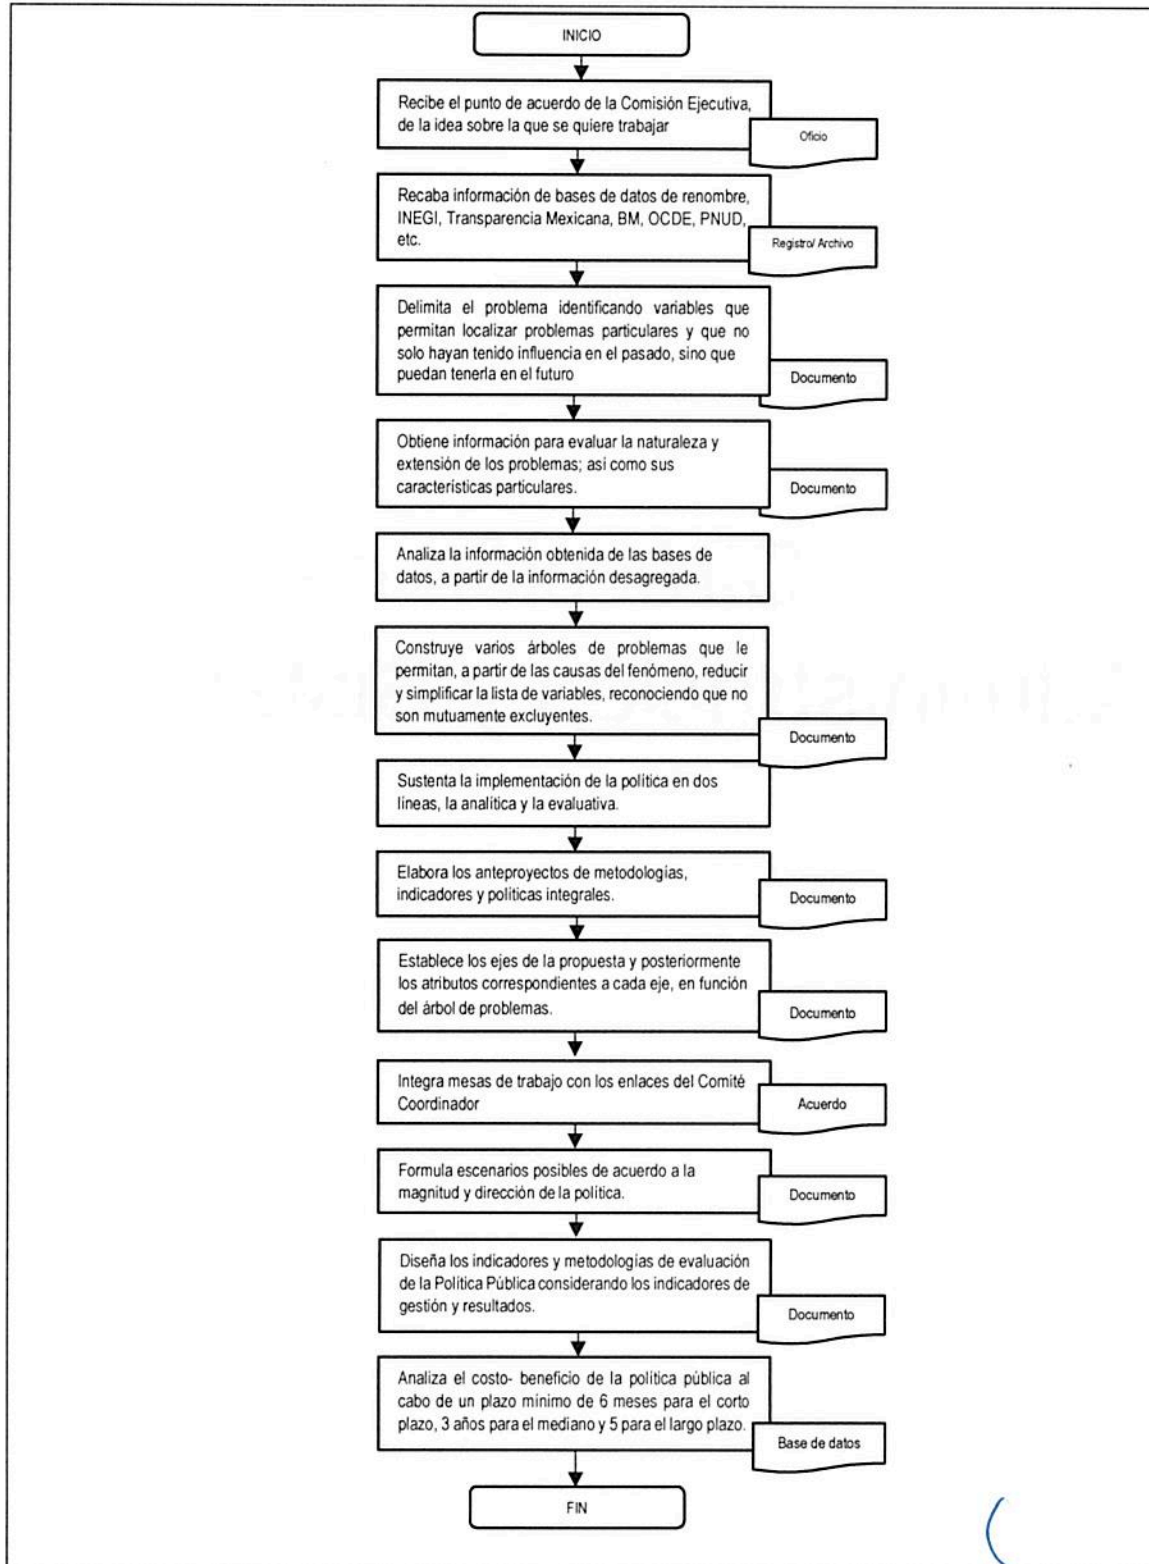 INICIO
Recibe el punto de acuerdo de la Comisión Ejecutiva,
de la idea sobre la que se quiere trabajar
Oficio
Recaba información de bases de datos de renombre,
INEGI, Transparencia Mexicana, BM, OCDE, PNUD,
etc.
Registro/ Archivo
Delimita el problema identificando variables que
permitan localizar problemas particulares y que no
solo hayan tenido influencia en el pasado, sino que
puedan tenerla en el futuro
Documento
Obtiene información para evaluar la naturaleza y
extensión de los problemas; así como sus
características particulares.
Documento
Analiza la información obtenida de las bases de
datos, a partir de la información desagregada.
Construye varios árboles de problemas que le
permitan, a partir de las causas del fenómeno, reducir
y simplificar la lista de variables, reconociendo que no
son mutuamente excluyentes.
Documento
Sustenta la implementación de la política en dos
líneas, la analítica y la evaluativa.
Elabora los anteproyectos de metodologías,
indicadores y políticas integrales.
Documento
Establece los ejes de la propuesta y posteriormente
los atributos correspondientes a cada eje, en función
del árbol de problemas.
Documento
Integra mesas de trabajo con los enlaces del Comité
Coordinador
Acuerdo
Formula escenarios posibles de acuerdo a la
magnitud y dirección de la política.
Documento
Diseña los indicadores y metodologías de evaluación
de la Política Pública considerando los indicadores de
gestión y resultados.
Documento
Analiza el costo- beneficio de la política pública al
cabo de un plazo mínimo de 6 meses para el corto
plazo, 3 años para el mediano y 5 para el largo plazo.
Base de datos
FIN